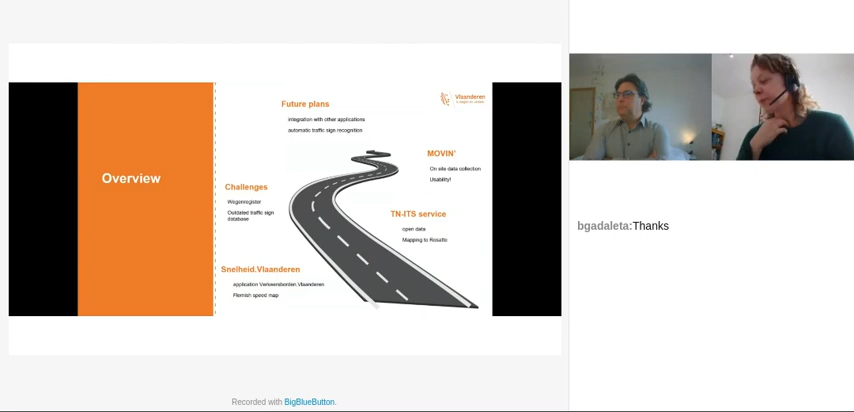 Overview
Future plans
integration with other applications
automatic traffic sign recognition
Vlaanderen
MOVIN'
On site data collection
Usability!
Challenges
Wegenregister
Outdated traffic sign
database
TN-ITS service
open data
Mapping to Rosatte
Snelheid.Vlaanderen
application Verkeersborden.Vlaanderen
Flemish speed map
bgadaleta:Thanks
Recorded with BigBlueButton.